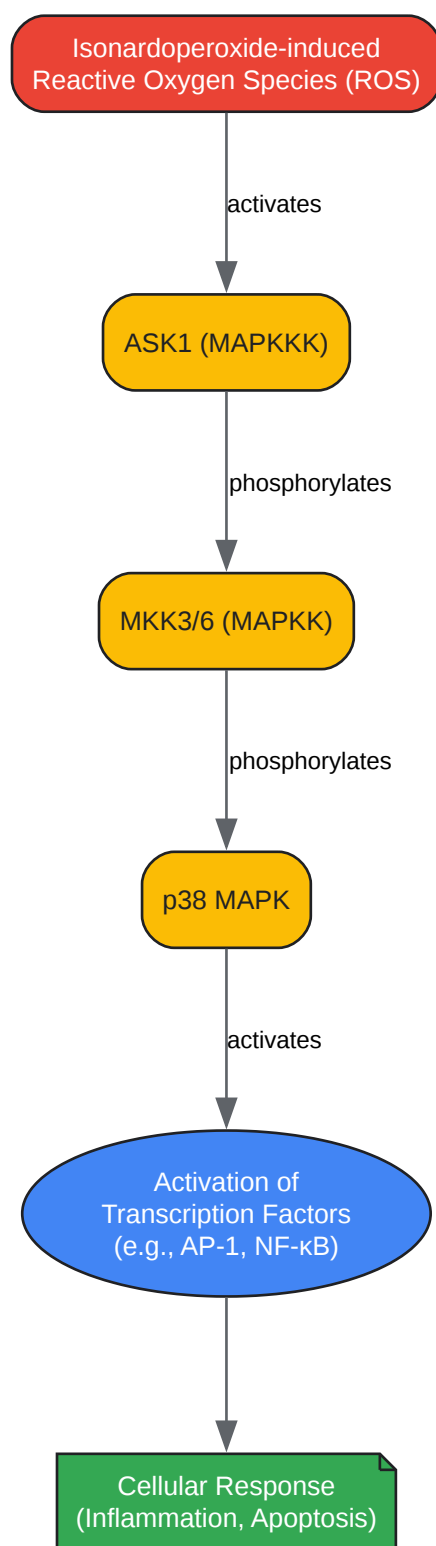 Isonardoperoxide-induced
Reactive Oxygen Species (ROS)
activates
ASK1 (MAPKKK)
phosphorylates
MKK3/6 (MAPKK)
phosphorylates
p38 MAPK
activates
Activation of
Transcription Factors
(e.g., AP-1, NF-κB)
Cellular Response
(Inflammation, Apoptosis)